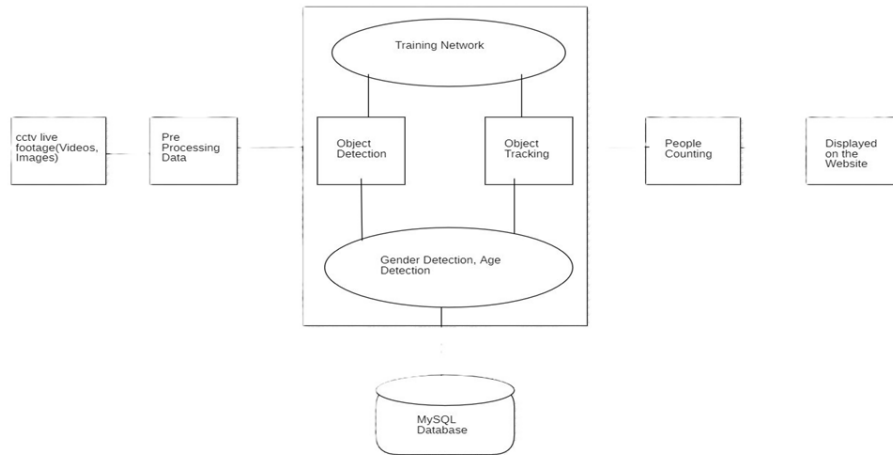 Training Network
cctv live
footage(Videos,
Images)
Pre
Processing
Data
Object
Detection
Object
Tracking
People
Counting
Displayed
on the
Website
Gender Detection, Age
Detection
MySQL
Database